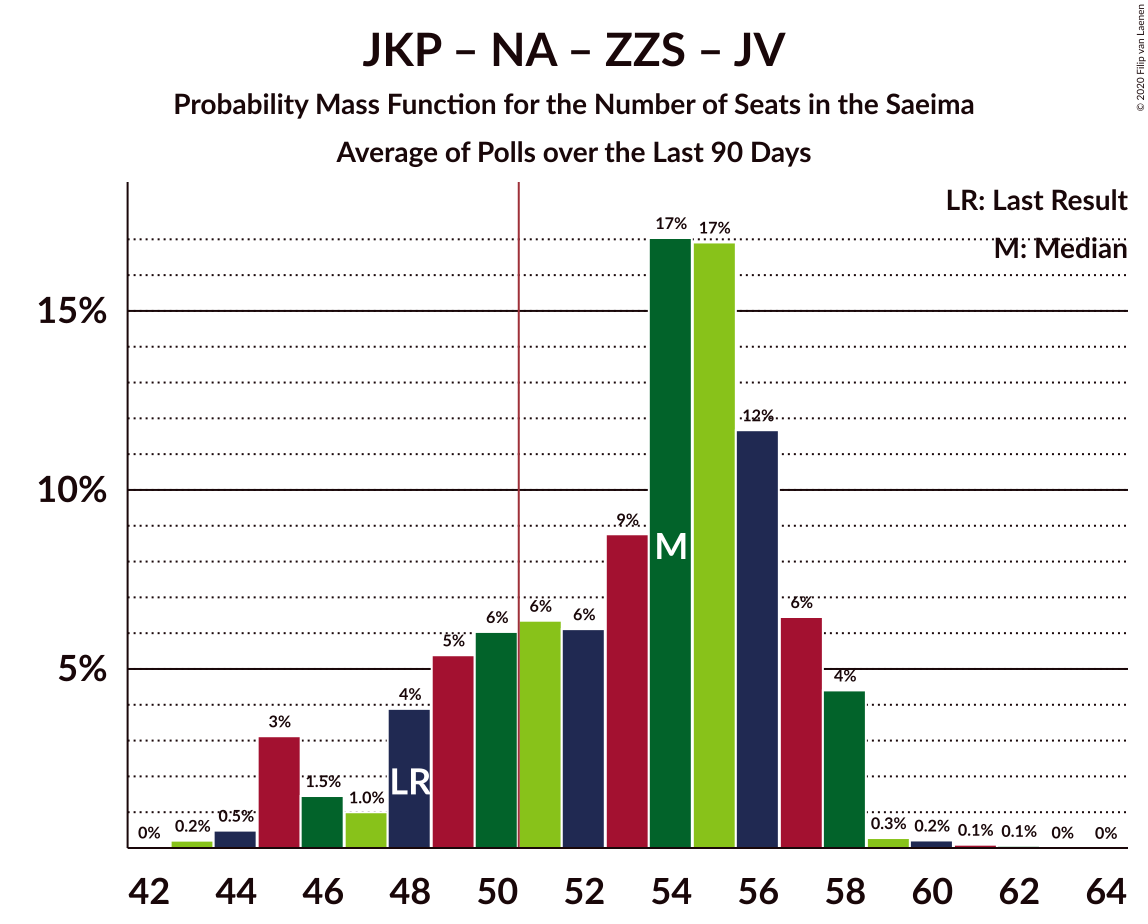 JKP – NA – ZZS – JV
Probability Mass Function for the Number of Seats in the Saeima
Average of Polls over the Last 90 Days
© 2020 Filip van Laenen
LR: Last Result
M: Median
15%
10%
5%
0%
0.2%
0.5%
3%
1.5%
1.0%
4%
5%
6%
6%
6%
9%
17%
17%
12%
6%
4%
0.3%
0.2%
0.1%
0.1%
0%
0%
LR
M
42 44 46 48 50 52 54 56 58 60 62 64